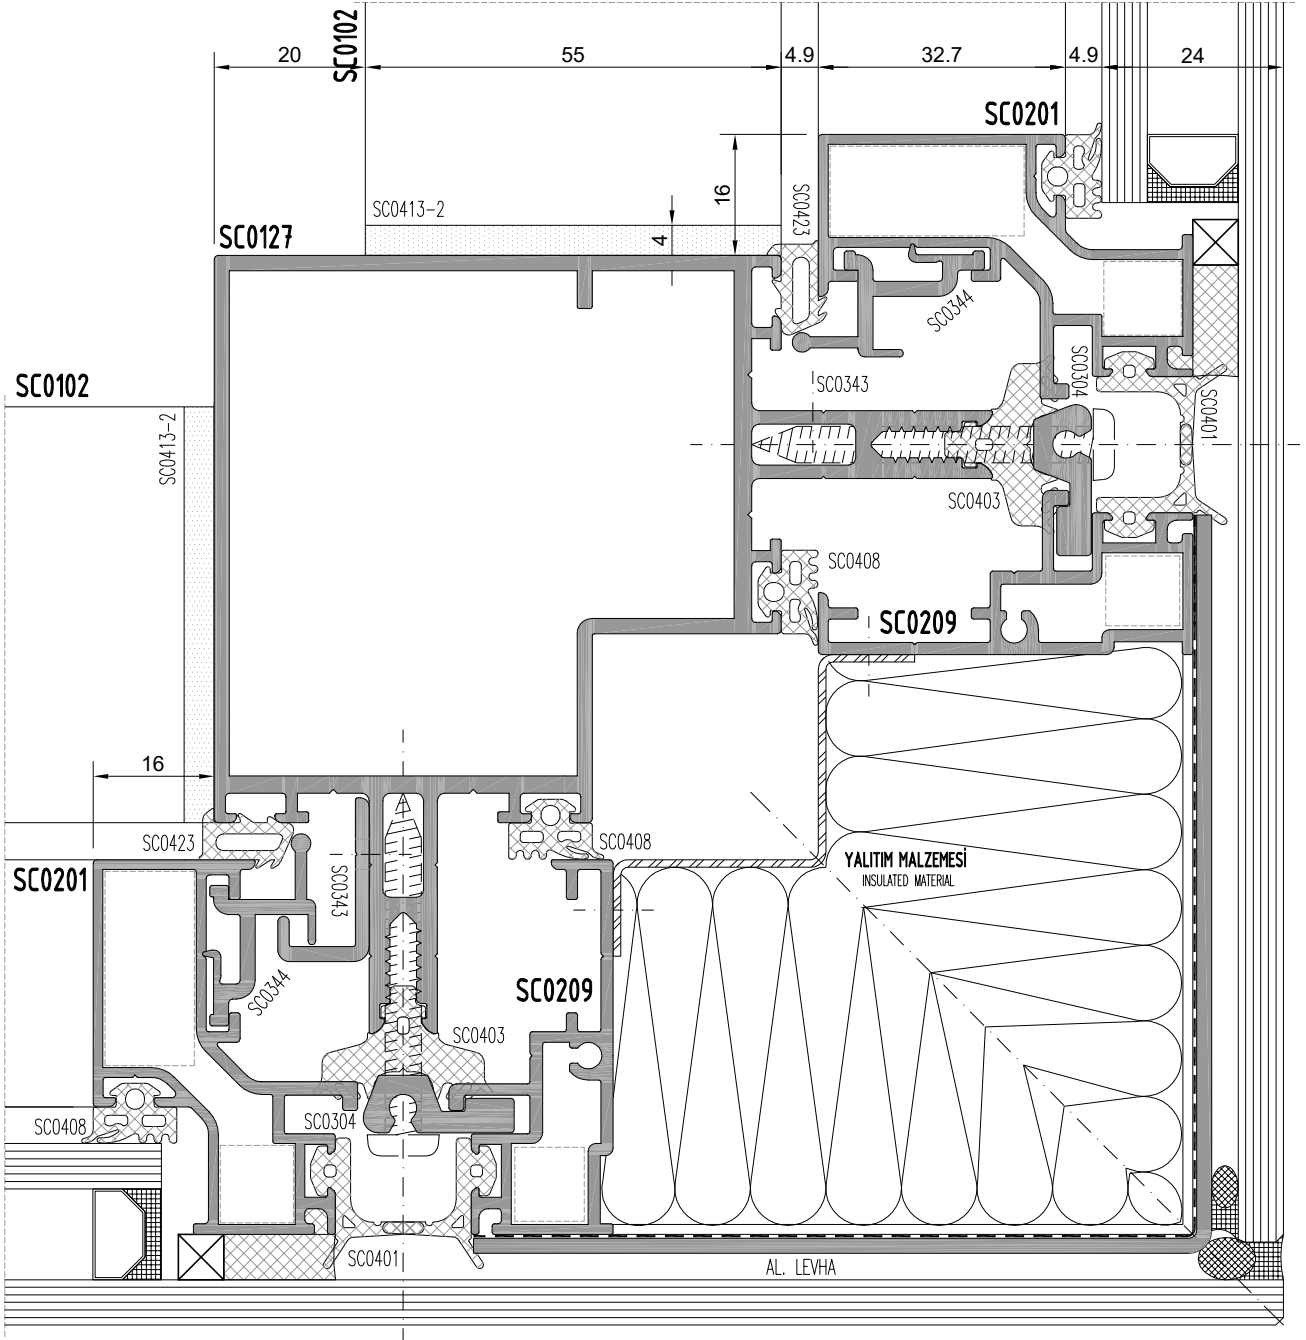 SC0102
20
55
4.9
32.7
4.9
24
SC0201
16
SC0413-2
SC0423
SC0127
4
SC0344
SC0102
SC0343
SC0304
SC0401
SC0413-2
SC0403
SC0408
SC0209
16
SC0423
SC0408
YALITIM MALZEMESİ
INSULATED MATERIAL
SC0201
SC0343
SC0344
SC0209
SC0403
SC0408
SC0304
SC0401
AL. LEVHA